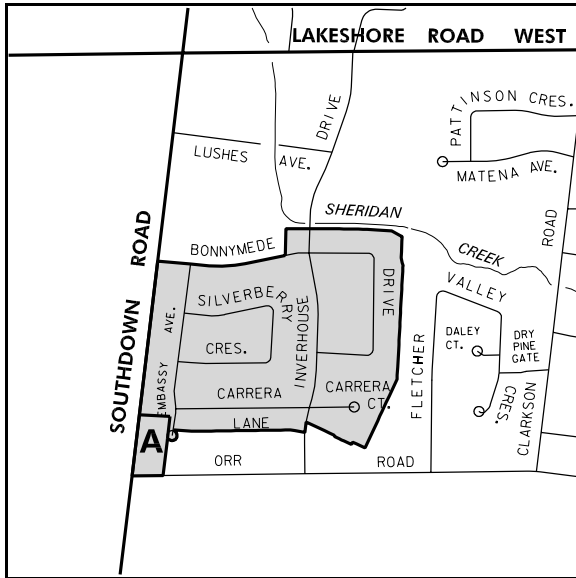 LAKESHORE ROAD WEST
DRIVE
PATTINSON CRES.
LUSHES AVE.
MATENA AVE.
SHERIDAN
CREEK
ROAD
BONNYMEDE
DRIVE
SOUTHDOWN ROAD
SILVERBERRY
CRES.
EMBASSY AVE.
INVERHOUSE
VALLEY
DALEY
CT.
DRY
PINE
GATE
CARRERA
LANE
CARRERA
CT.
FLETCHER
CRES.
CLARKSON
A
ORR ROAD